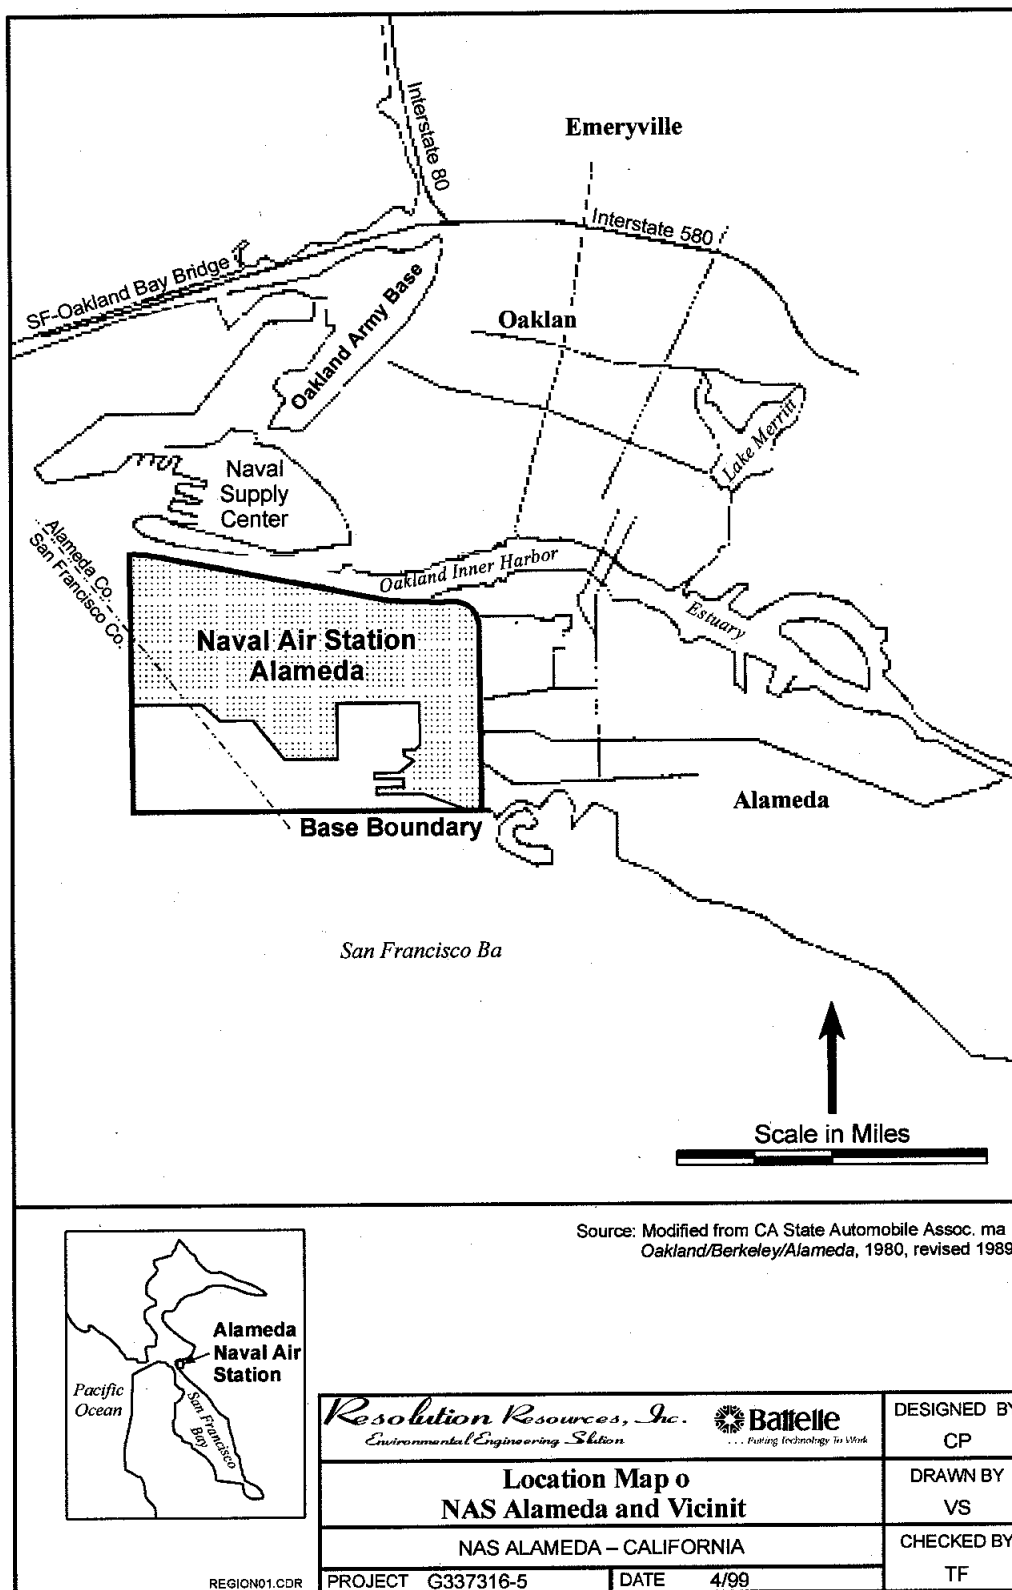 Interstate 80
Emeryville
Interstate 580
SF-Oakland Bay Bridge
Oakland Army Base
Oaklan
Lake Merritt
Naval
Supply
Center
Alameda Co.
San Francisco Co.
Oakland Inner Harbor
Estuary
Naval Air Station
Alameda
Alameda
Base Boundary
San Francisco Ba
Scale in Miles
Source: Modified from CA State Automobile Assoc. ma
Oakland/Berkeley/Alameda, 1980, revised 1989
Alameda
Naval Air
Station
Pacific
Ocean
San Francisco
Bay
REGION01.CDR
Resolution Resources, Inc.
Environmental Engineering Solution
Battelle
. . . Putting Technology To Work
DESIGNED BY
CP
Location Map o
NAS Alameda and Vicinit
DRAWN BY
VS
NAS ALAMEDA – CALIFORNIA
CHECKED BY
TF
PROJECT G337316-5
DATE 4/99